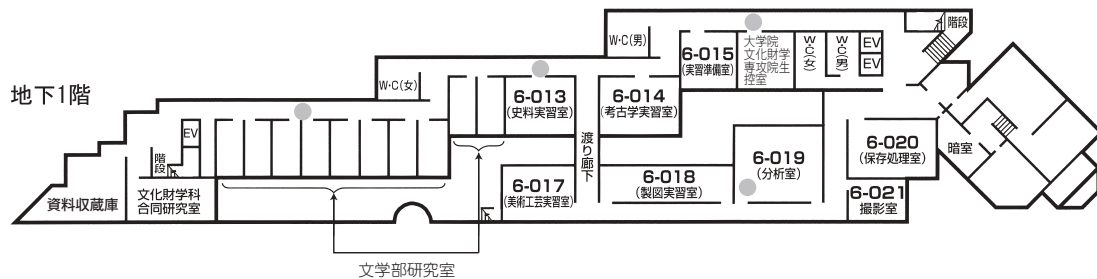 地下1階
W・C(男)
階段
6-015
(実習準備室)
大学院
文化財学
専攻院生
控室
W・C(女)
W・C(男)
EV
EV
W・C(女)
6-013
(史料実習室)
6-014
(考古学実習室)
EV
階段
渡り廊下
6-020
(保存処理室)
暗室
6-019
(分析室)
6-017
(美術工芸実習室)
6-018
(製図実習室)
6-021
撮影室
資料収蔵庫
文化財学科
合同研究室
文学部研究室